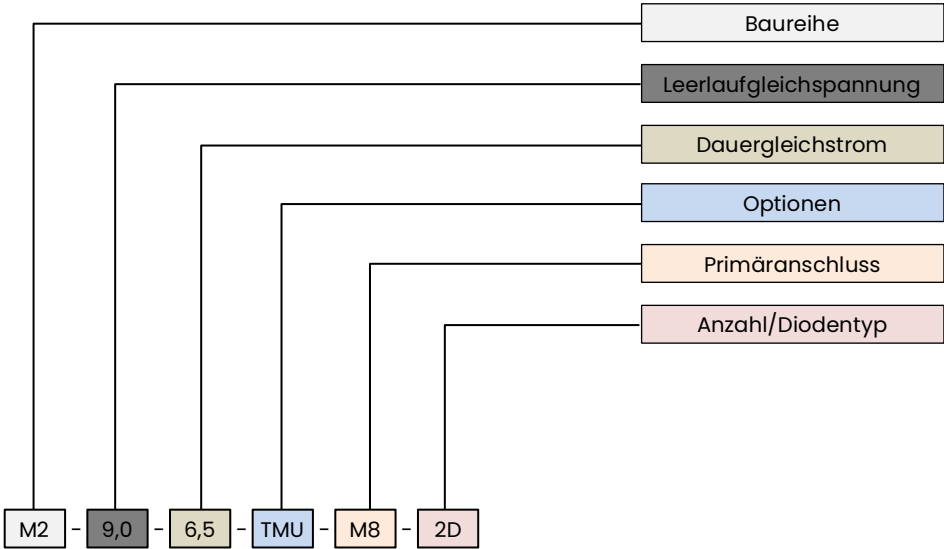 Baureihe
Leerlaufgleichspannung
Dauergleichstrom
Optionen
Primäranschluss
Anzahl/Diodentyp
M2 - 9,0 - 6,5 - TMU - M8 - 2D